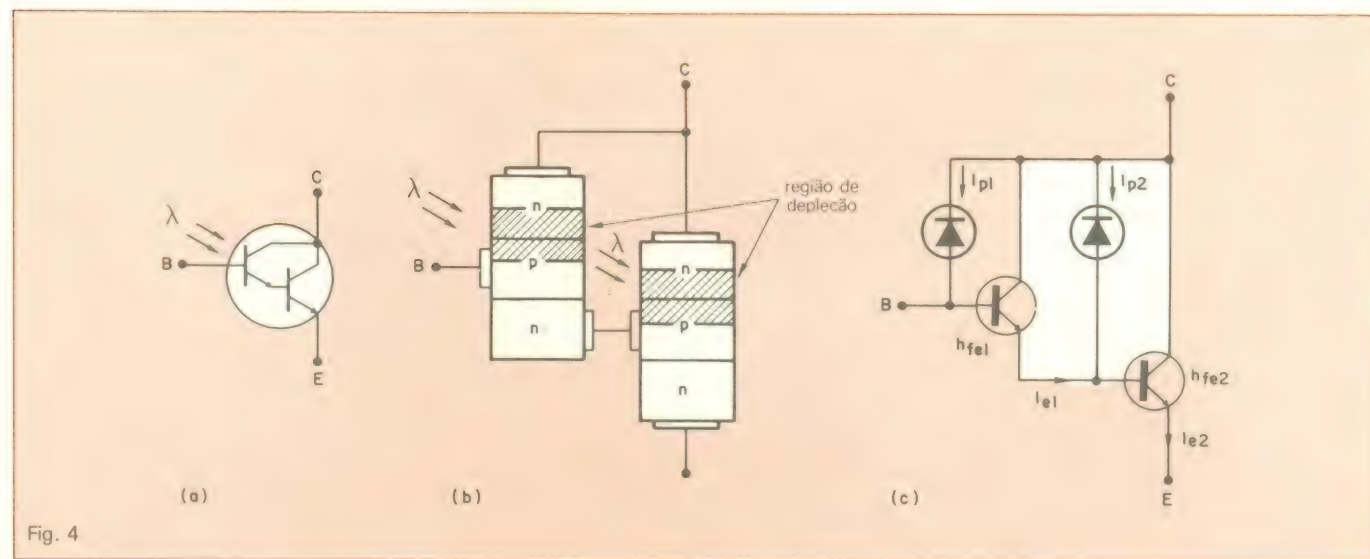 C
λ
B
E
(a)
C
λ
n
p
B
n
λ
n
p
n
região de
deplecão
(b)
C
Ip1
Ip2
B
hfe1
Ie1
hfe2
Ie2
E
(c)
Fig. 4